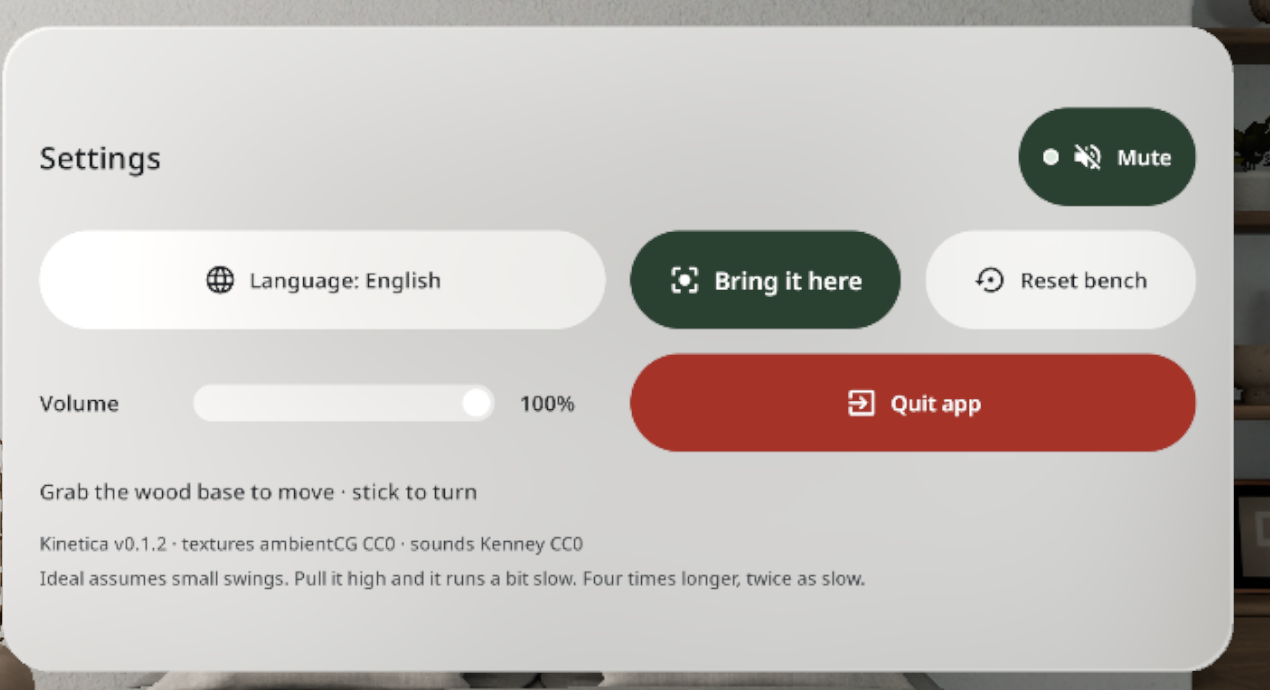 Settings
Mute
Language: English
Bring it here
Reset bench
Volume
100%
Quit app
Grab the wood base to move · stick to turn
Kinetica v0.1.2 · textures ambientCG CC0 · sounds Kenney CC0
Ideal assumes small swings. Pull it high and it runs a bit slow. Four times longer, twice as slow.